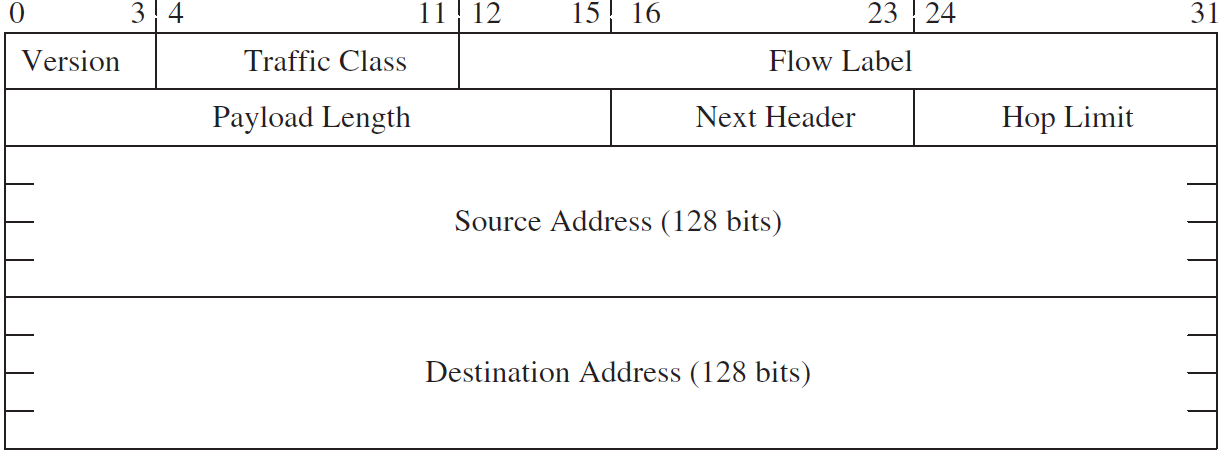 0 3 4 11 12 15 16 23 24 31
Version Traffic Class Flow Label
Payload Length Next Header Hop Limit
Source Address (128 bits)
Destination Address (128 bits)